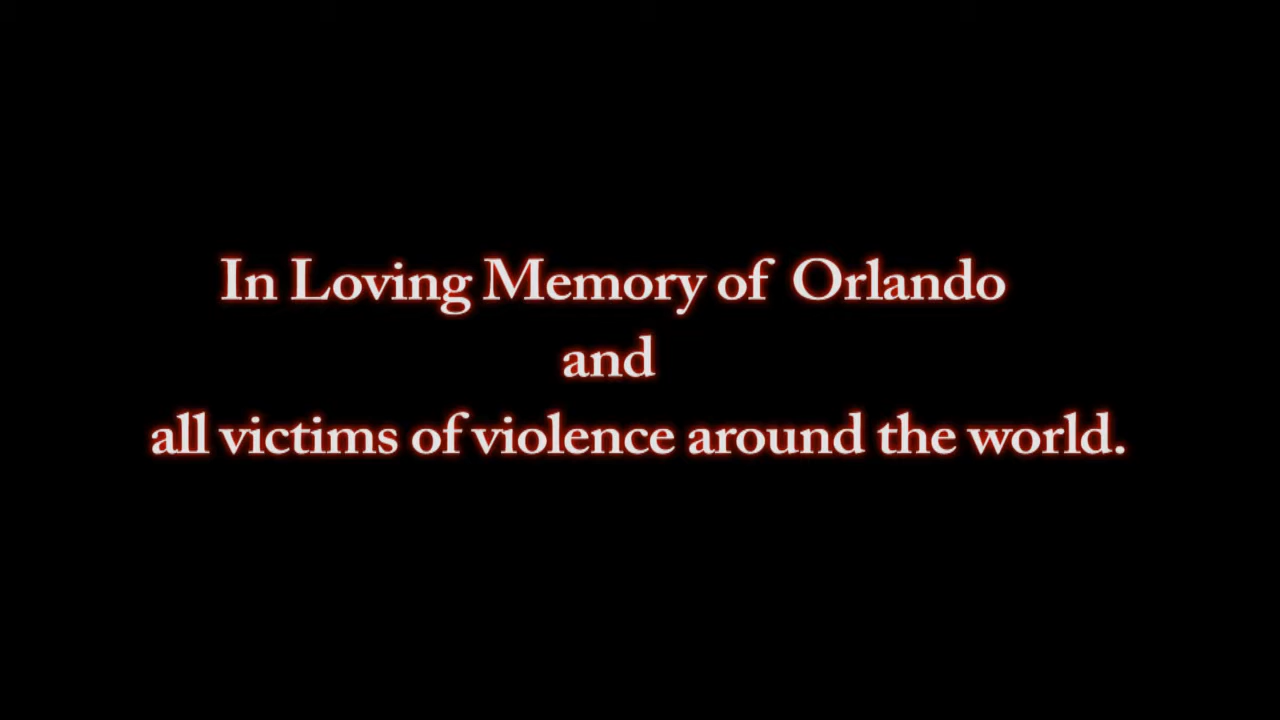 In Loving Memory of Orlando
and
all victims of violence around the world.